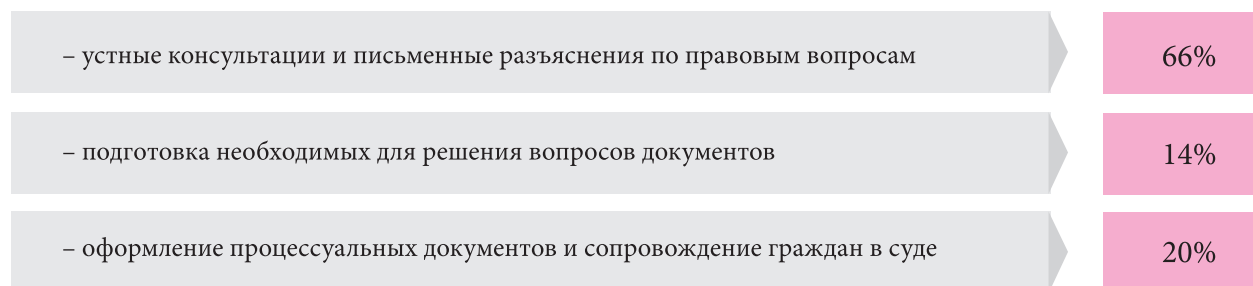 – устные консультации и письменные разъяснения по правовым вопросам 66%
– подготовка необходимых для решения вопросов документов 14%
– оформление процессуальных документов и сопровождение граждан в суде 20%